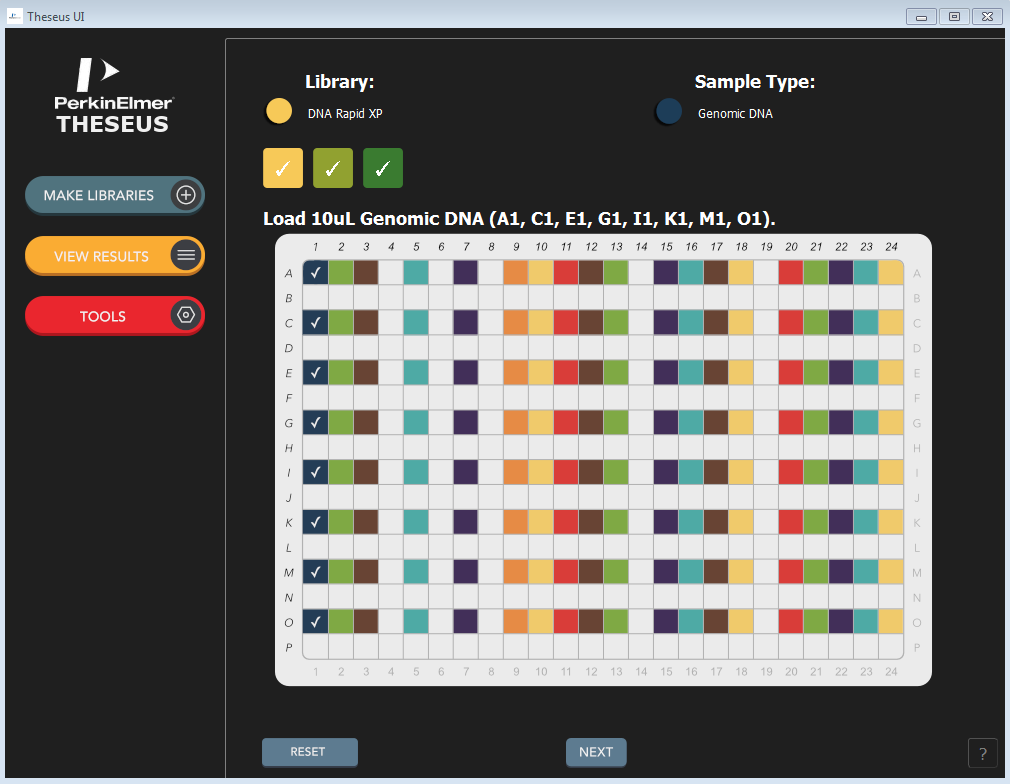 Theseus UI
PerkinElmer
THESEUS
MAKE LIBRARIES
VIEW RESULTS
TOOLS
Library:
DNA Rapid XP
Sample Type:
Genomic DNA
Load 10uL Genomic DNA (A1, C1, E1, G1, I1, K1, M1, O1).
1 2 3 4 5 6 7 8 9 10 11 12 13 14 15 16 17 18 19 20 21 22 23 24
A A
B B
C C
D D
E E
F F
G G
H H
I I
J J
K K
L L
M M
N N
O O
P K
1 2 3 4 5 6 7 8 9 10 11 12 13 14 15 16 17 18 19 20 21 22 23 24
RESET
NEXT
?